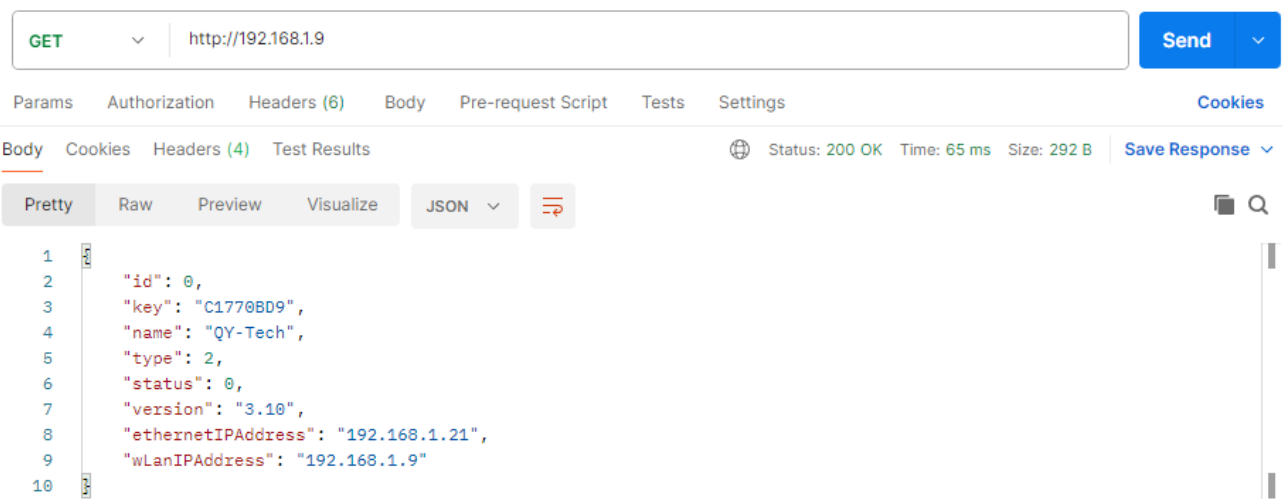 GET http://192.168.1.9 Send
Params Authorization Headers (6) Body Pre-request Script Tests Settings Cookies
Body Cookies Headers (4) Test Results Status: 200 OK Time: 65 ms Size: 292 B Save Response
Pretty Raw Preview Visualize JSON
1 {
2 "id": 0,
3 "key": "C1770BD9",
4 "name": "QY-Tech",
5 "type": 2,
6 "status": 0,
7 "version": "3.10",
8 "ethernetIPAddress": "192.168.1.21",
9 "wLanIPAddress": "192.168.1.9"
10 }